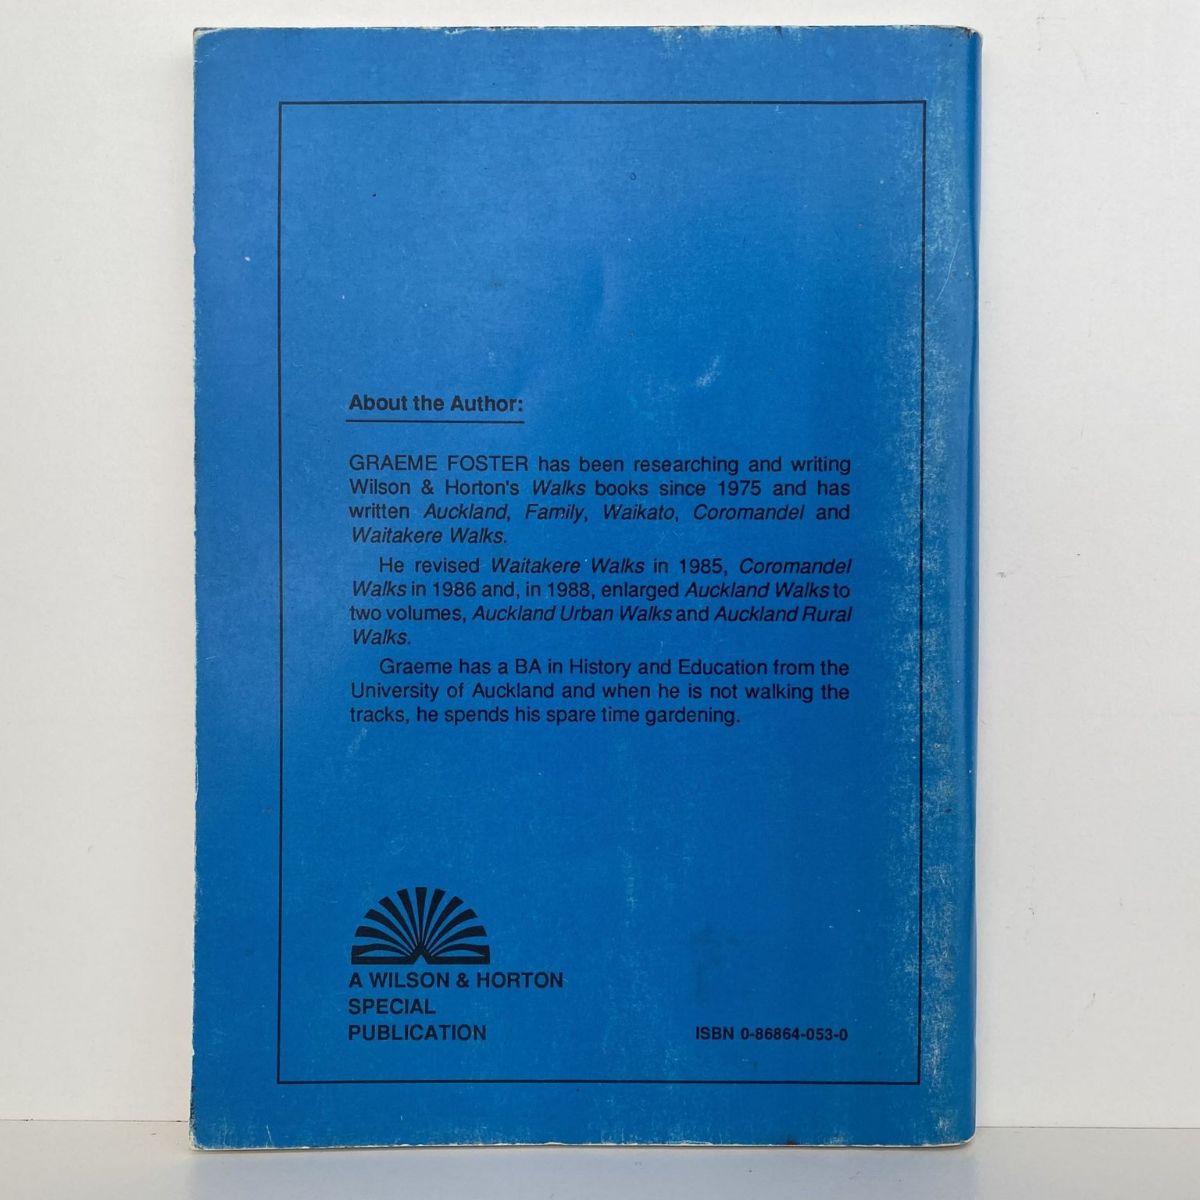 About the Author:
GRAEME FOSTER has been researching and writing
Wilson & Horton's Walks books since 1975 and has
written Auckland, Family, Waikato, Coromandel and
Waitakere Walks.
He revised Waitakere Walks in 1985, Coromandel
Walks in 1986 and, in 1988, enlarged Auckland Walks to
two volumes, Auckland Urban Walks and Auckland Rural
Walks.
Graeme has a BA in History and Education from the
University of Auckland and when he is not walking the
tracks, he spends his spare time gardening.
A WILSON & HORTON
SPECIAL
PUBLICATION
ISBN 0-86864-053-0